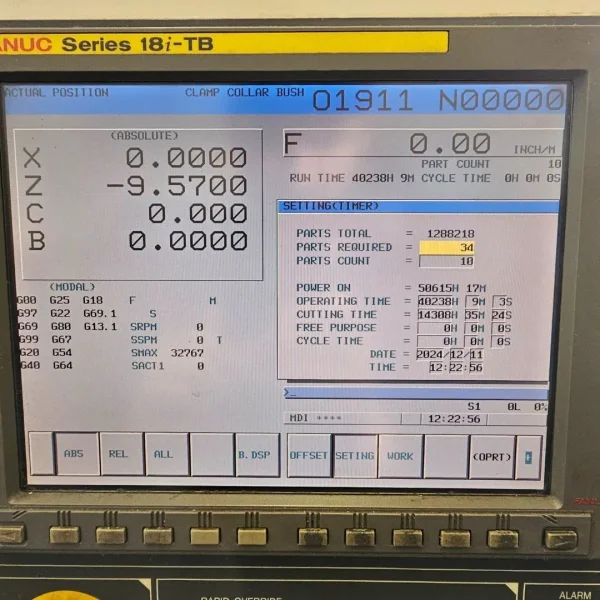 FANUC Series 18i-TB
ACTUAL POSITION CLAMP COLLAR BUSH O1911 N00000
(ABSOLUTE)
X 0.0000
Z -9.5700
C 0.000
B 0.0000
F 0.00 INCH/M
PART COUNT 10
RUN TIME 40238H 9M CYCLE TIME 0H 0M 0S
SETTING(TIMER)
PARTS TOTAL = 1288218
PARTS REQUIRED = 34
PARTS COUNT = 10
POWER ON = 50615H 17M
OPERATING TIME = 40238H 9M 3S
CUTTING TIME = 14308H 35M 24S
FREE PURPOSE = 0H 0M 0S
CYCLE TIME = 0H 0M 0S
DATE = 2024/12/11
TIME = 12:22:56
(MODAL)
G00 G25 G18 F M
G97 G22 G69.1 S
G69 G80 G13.1 SRPM 0
G99 G67 SSPM 0 T
G20 G54 SMAX 32767
G40 G64 SACT1 0
>_
S1 0L 0%
MDI **** 12:22:56
ABS REL ALL B.DSP OFFSET SETING WORK (OPRT)
RAPID OVERRIDE
ALARM